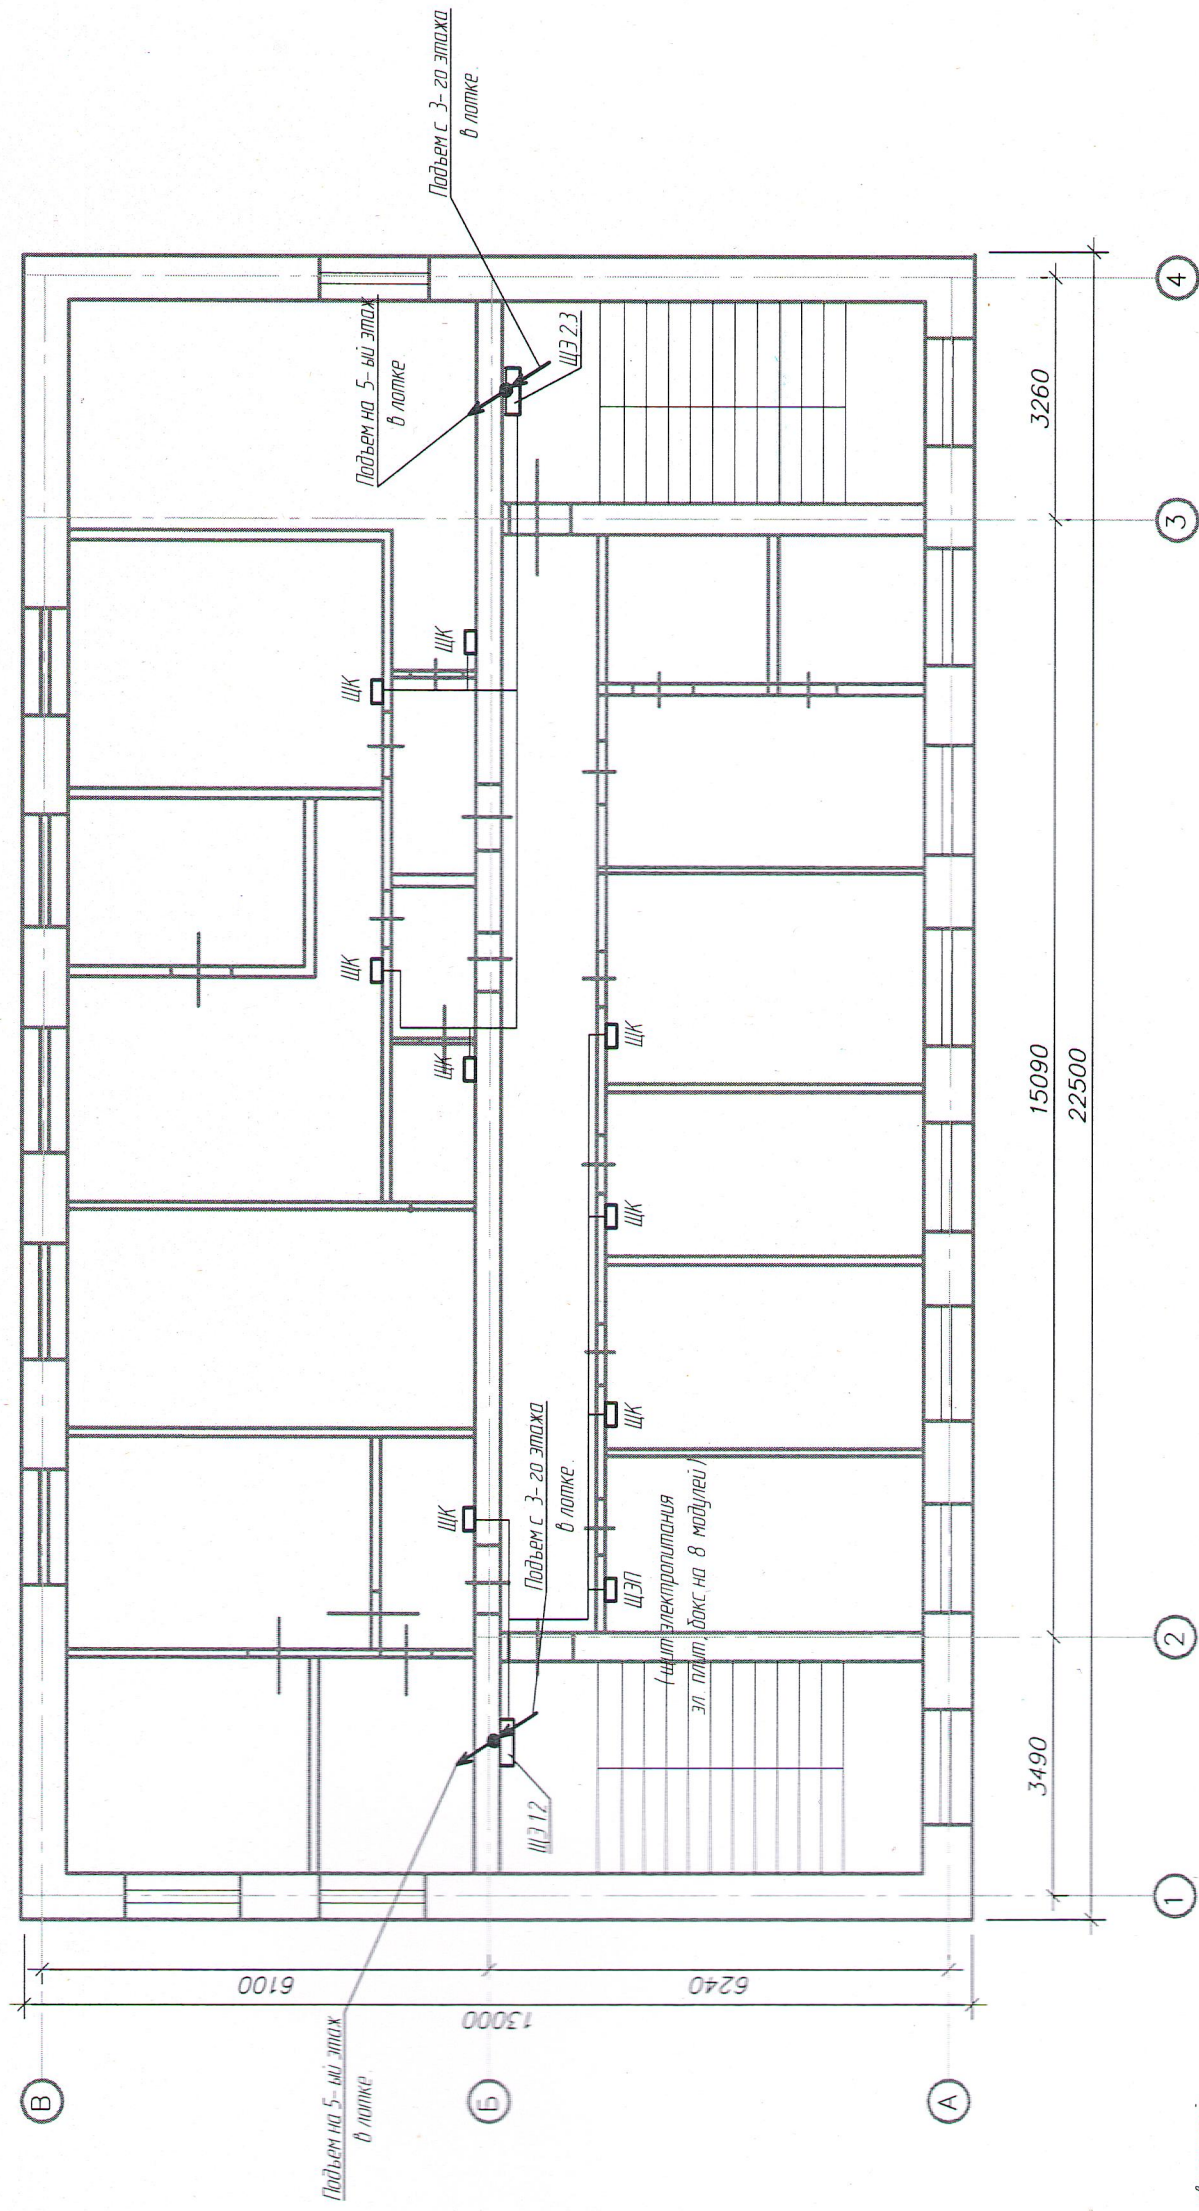 Подъем с 3-го этажа
в лотке.
Подъем на 5-ый этаж
в лотке
ЩЭ 2.3
ЩК
ЩК
ЩК
ЩК
ЩК
ЩК
ЩК
ЩК
Подъем с 3-го этажа
в лотке.
ЩЭП
(щит электропитания
эл. плит, бокс на 8 модулей)
ЩЭ 1.2
Подъем на 5-ый этаж
в лотке.
3260
15090
22500
3490
6100
6240
13000
В
Б
А
1
2
3
4